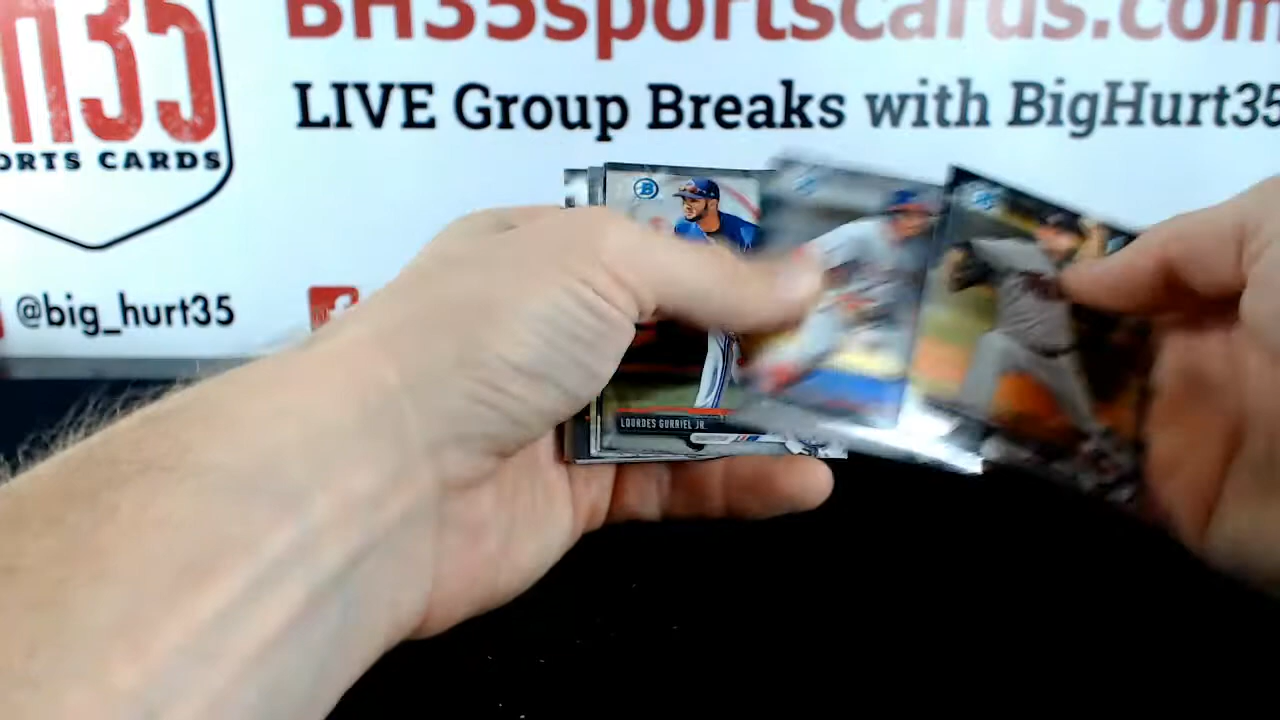 BH35sportscards.com
H35
LIVE Group Breaks with BigHurt35
ORTS CARDS
@big_hurt35
B
LOURDES GURRIEL JR.